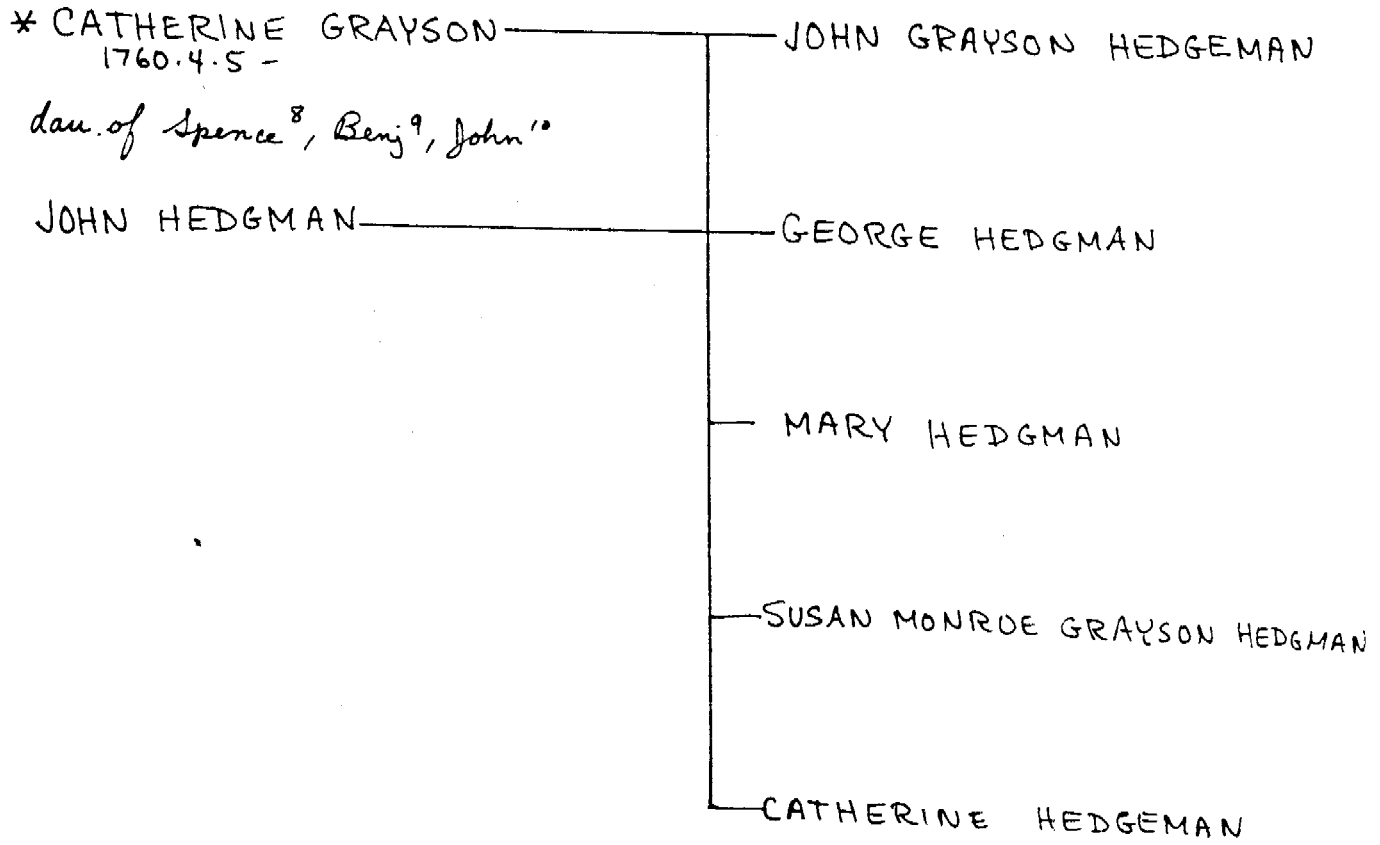 * CATHERINE GRAYSON
1760.4.5 -
dau. of Spence⁸, Benj⁹, John¹⁰
JOHN HEDGMAN
JOHN GRAYSON HEDGEMAN
GEORGE HEDGMAN
MARY HEDGMAN
SUSAN MONROE GRAYSON HEDGMAN
CATHERINE HEDGEMAN